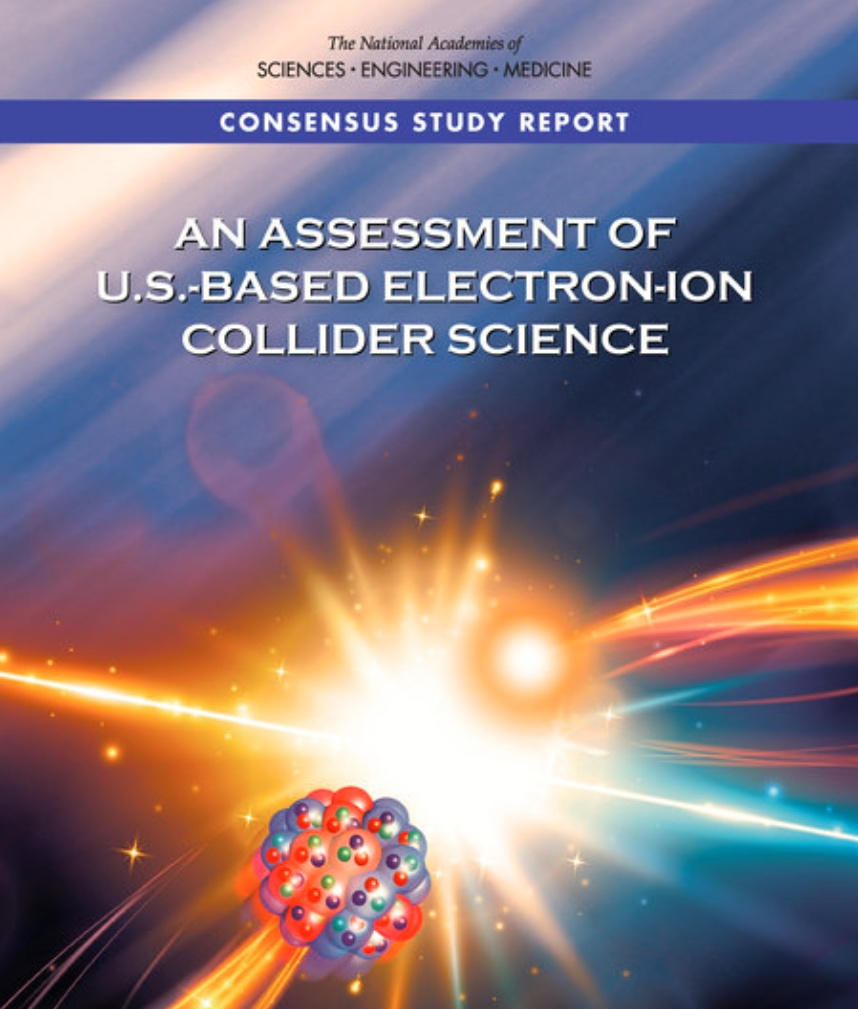 The National Academies of
SCIENCES • ENGINEERING • MEDICINE
CONSENSUS STUDY REPORT
AN ASSESSMENT OF
U.S.-BASED ELECTRON-ION
COLLIDER SCIENCE